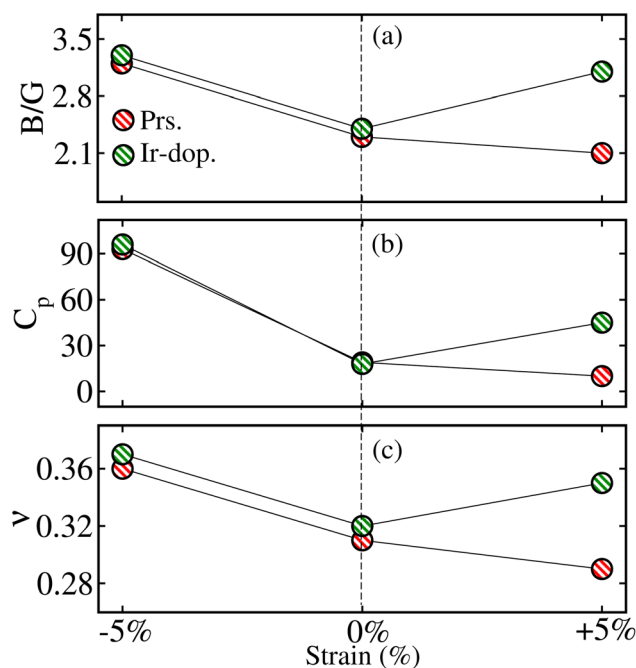 3.5
(a)
B/G
2.8
Prs.
2.1
Ir-dop.
90
(b)
C_p
60
30
0
(c)
0.36
ν
0.32
0.28
-5%
0%
+5%
Strain (%)